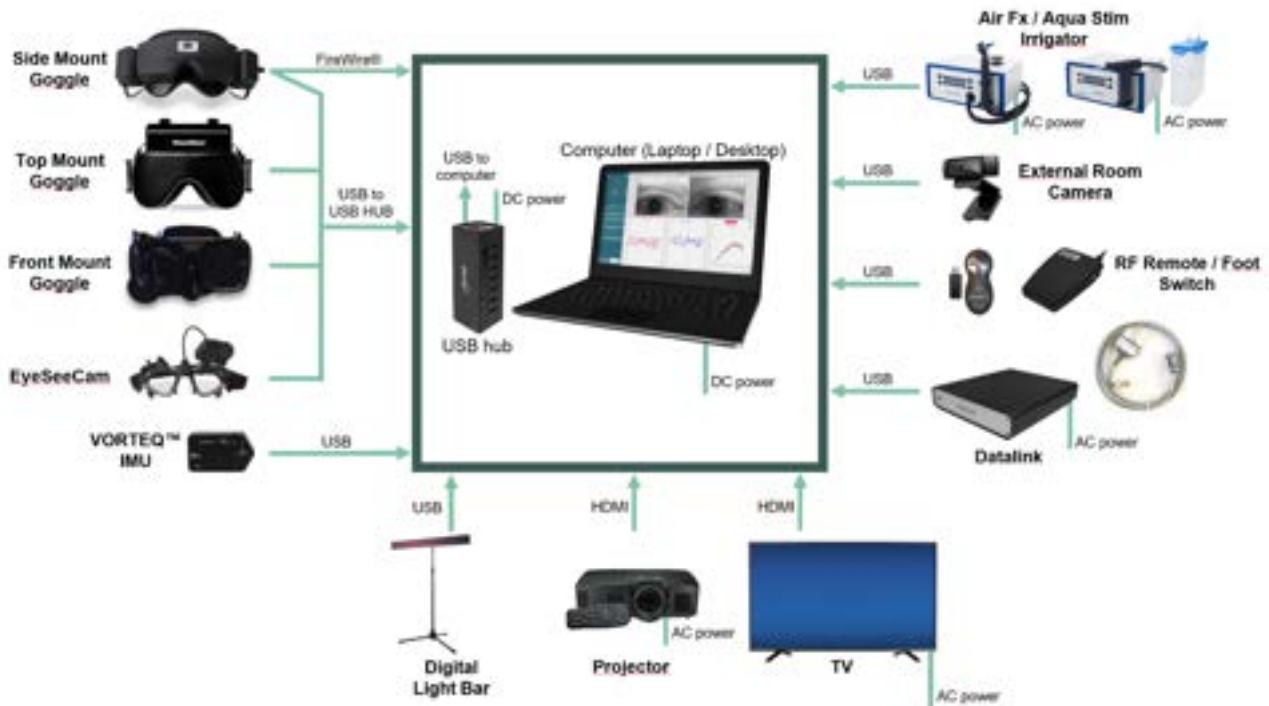 Side Mount
Goggle
FireWire®
Top Mount
Goggle
USB to
USB HUB
Front Mount
Goggle
EyeSeeCam
VORTEQ™
IMU
USB
USB to
computer
DC power
USB hub
Computer (Laptop / Desktop)
DC power
Air Fx / Aqua Stim
Irrigator
USB
AC power
AC power
USB
External Room
Camera
USB
RF Remote / Foot
Switch
USB
AC power
Datalink
USB
Digital
Light Bar
HDMI
AC power
Projector
HDMI
TV
AC power